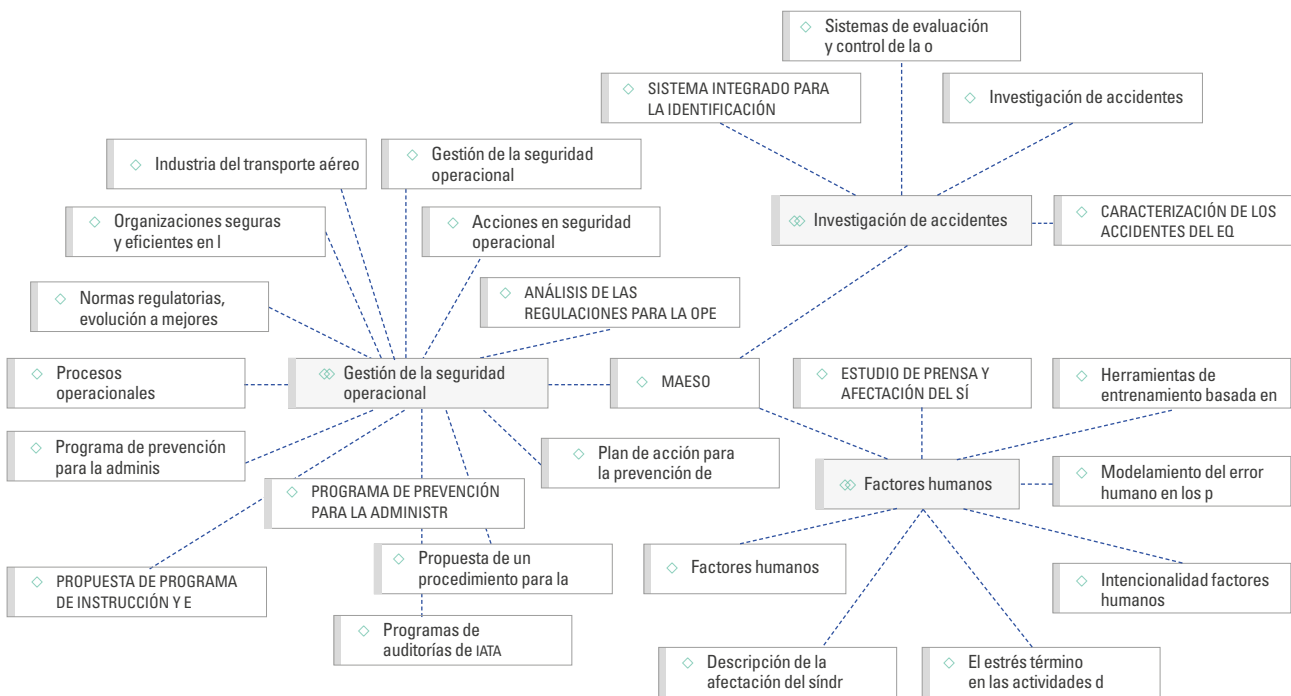 Sistemas de evaluación
y control de la o
SISTEMA INTEGRADO PARA
LA IDENTIFICACIÓN
Investigación de accidentes
Industria del transporte aéreo
Gestión de la seguridad
operacional
Organizaciones seguras
y eficientes en l
Acciones en seguridad
operacional
Investigación de accidentes
CARACTERIZACIÓN DE LOS
ACCIDENTES DEL EQ
Normas regulatorias,
evolución a mejores
ANÁLISIS DE LAS
REGULACIONES PARA LA OPE
Procesos
operacionales
Gestión de la seguridad
operacional
MAESO
ESTUDIO DE PRENSA Y
AFECTACIÓN DEL SÍ
Herramientas de
entrenamiento basada en
Programa de prevención
para la adminis
Plan de acción para
la prevención de
Factores humanos
Modelamiento del error
humano en los p
PROGRAMA DE PREVENCIÓN
PARA LA ADMINISTR
PROPUESTA DE PROGRAMA
DE INSTRUCCIÓN Y E
Propuesta de un
procedimiento para la
Factores humanos
Intencionalidad factores
humanos
Programas de
auditorías de IATA
Descripción de la
afectación del síndr
El estrés término
en las actividades d